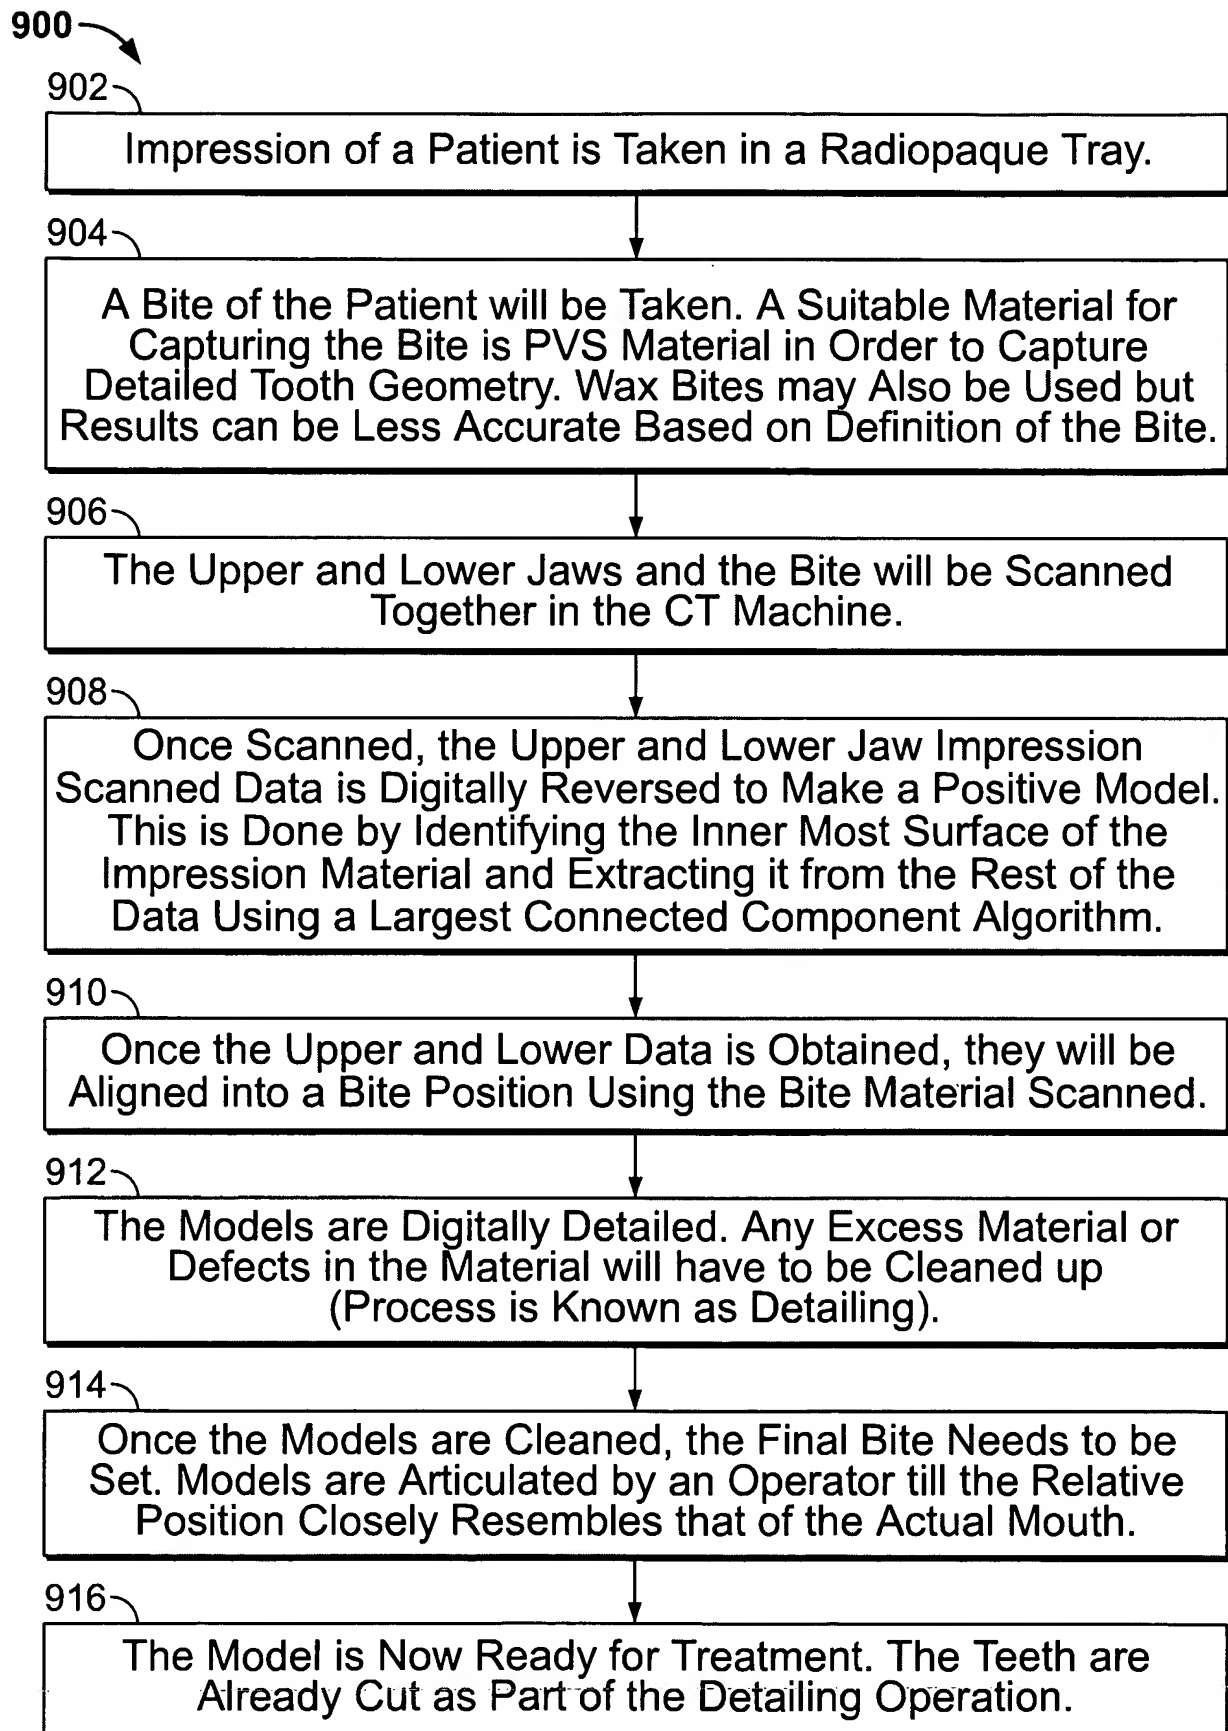 900
902
Impression of a Patient is Taken in a Radiopaque Tray.
904
A Bite of the Patient will be Taken. A Suitable Material for
Capturing the Bite is PVS Material in Order to Capture
Detailed Tooth Geometry. Wax Bites may Also be Used but
Results can be Less Accurate Based on Definition of the Bite.
906
The Upper and Lower Jaws and the Bite will be Scanned
Together in the CT Machine.
908
Once Scanned, the Upper and Lower Jaw Impression
Scanned Data is Digitally Reversed to Make a Positive Model.
This is Done by Identifying the Inner Most Surface of the
Impression Material and Extracting it from the Rest of the
Data Using a Largest Connected Component Algorithm.
910
Once the Upper and Lower Data is Obtained, they will be
Aligned into a Bite Position Using the Bite Material Scanned.
912
The Models are Digitally Detailed. Any Excess Material or
Defects in the Material will have to be Cleaned up
(Process is Known as Detailing).
914
Once the Models are Cleaned, the Final Bite Needs to be
Set. Models are Articulated by an Operator till the Relative
Position Closely Resembles that of the Actual Mouth.
916
The Model is Now Ready for Treatment. The Teeth are
Already Cut as Part of the Detailing Operation.